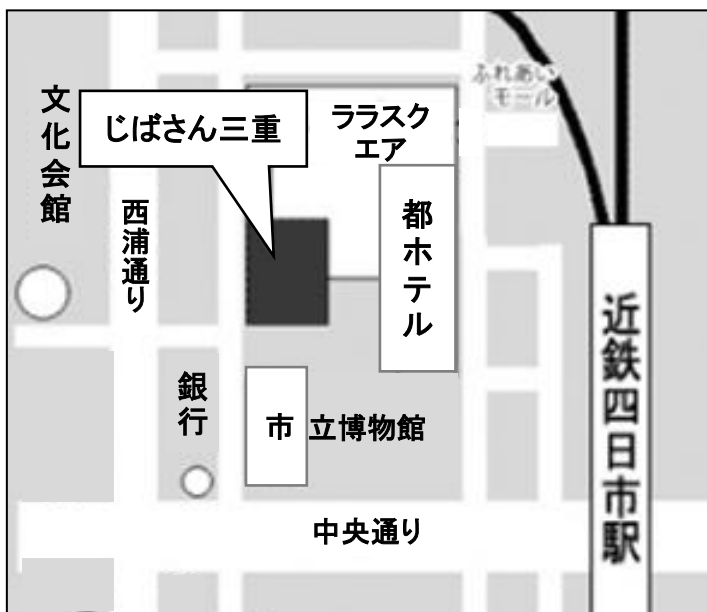 文化会館
じばさん三重
ララスク
エア
ふれあい
モール
西浦通り
都ホテル
銀行
市立博物館
近鉄四日市駅
中央通り